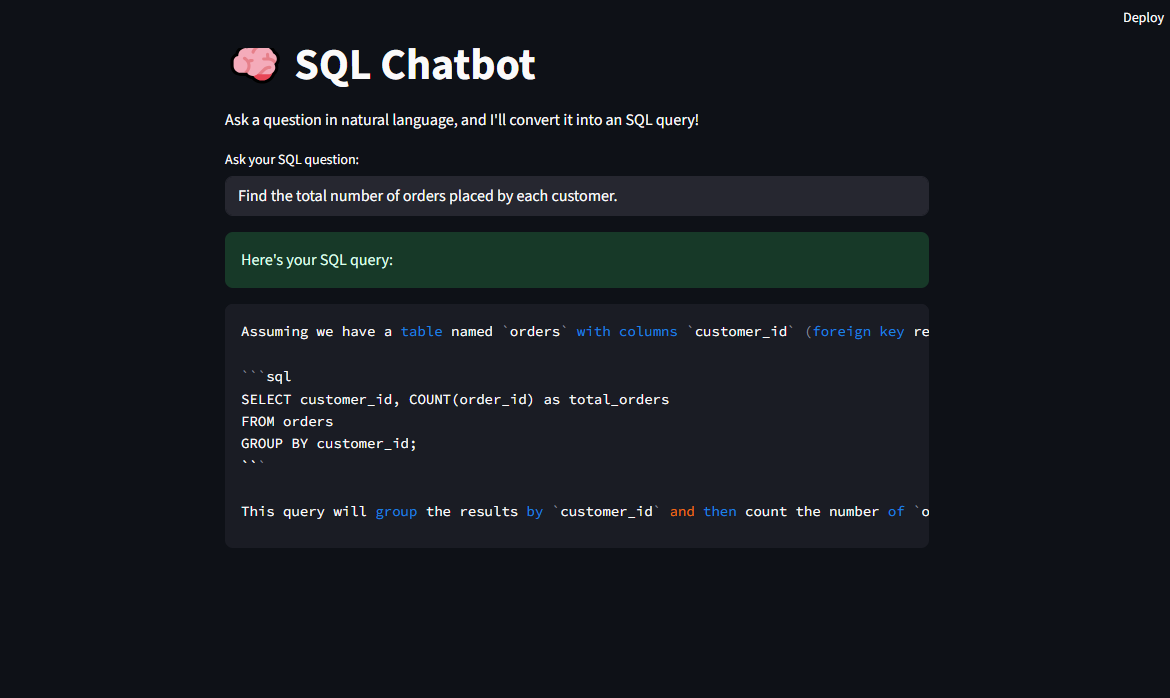 Deploy
SQL Chatbot
Ask a question in natural language, and I'll convert it into an SQL query!
Ask your SQL question:
Find the total number of orders placed by each customer.
Here's your SQL query:
Assuming we have a table named `orders` with columns `customer_id` (foreign key re
```sql
SELECT customer_id, COUNT(order_id) as total_orders
FROM orders
GROUP BY customer_id;
```
This query will group the results by `customer_id` and then count the number of `o